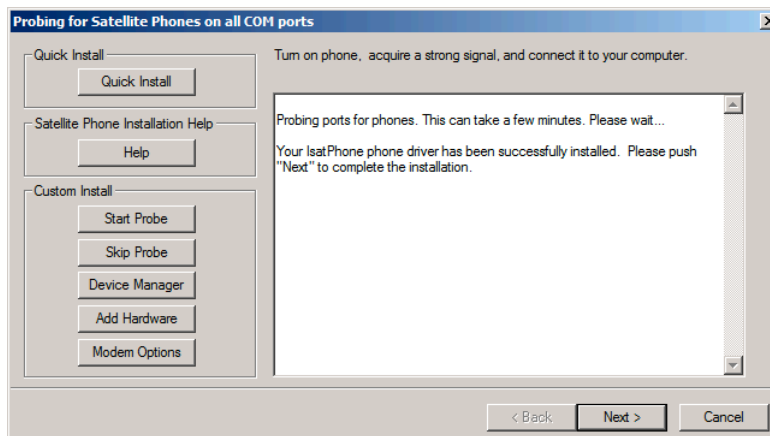 Probing for Satellite Phones on all COM ports
Quick Install
Quick Install
Satellite Phone Installation Help
Help
Custom Install
Start Probe
Skip Probe
Device Manager
Add Hardware
Modem Options
Turn on phone, acquire a strong signal, and connect it to your computer.
Probing ports for phones. This can take a few minutes. Please wait...
Your IsatPhone phone driver has been successfully installed. Please push
"Next" to complete the installation.
< Back
Next >
Cancel